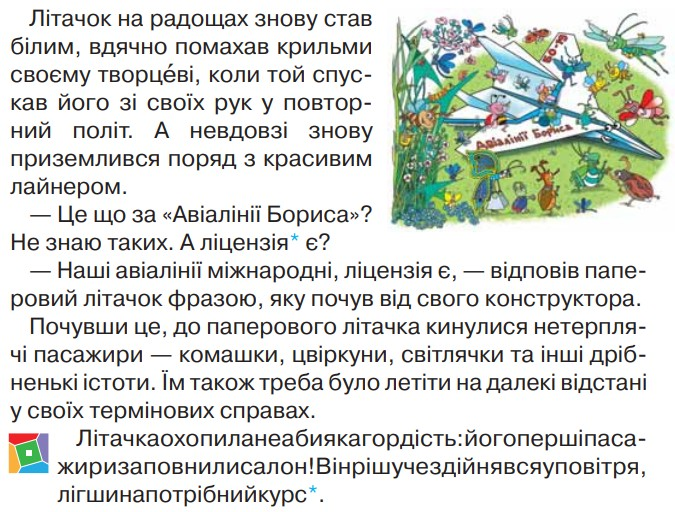 Літачок на радощах знову став
білим, вдячно помахав крильми
своєму творце́ві, коли той спус-
кав його зі своїх рук у повтор-
ний політ. А невдовзі знову
приземлився поряд з красивим
лайнером.
— Це що за «Авіалінії Бориса»?
Не знаю таких. А ліцензія* є?
— Наші авіалінії міжнародні, ліцензія є, — відповів папе-
ровий літачок фразою, яку почув від свого конструктора.
Почувши це, до паперового літачка кинулися нетерпля-
чі пасажири — комашки, цвіркуни, світлячки та інші дріб-
ненькі істоти. Їм також треба було летіти на далекі відстані
у своїх термінових справах.
Літачкаохопиланеабиякагордість:йогопершіпаса-
жиризаповнилисалон!Вінрішучездійнявсяуповітря,
лігшинапотрібнийкурс*.
Авіалінії Бориса